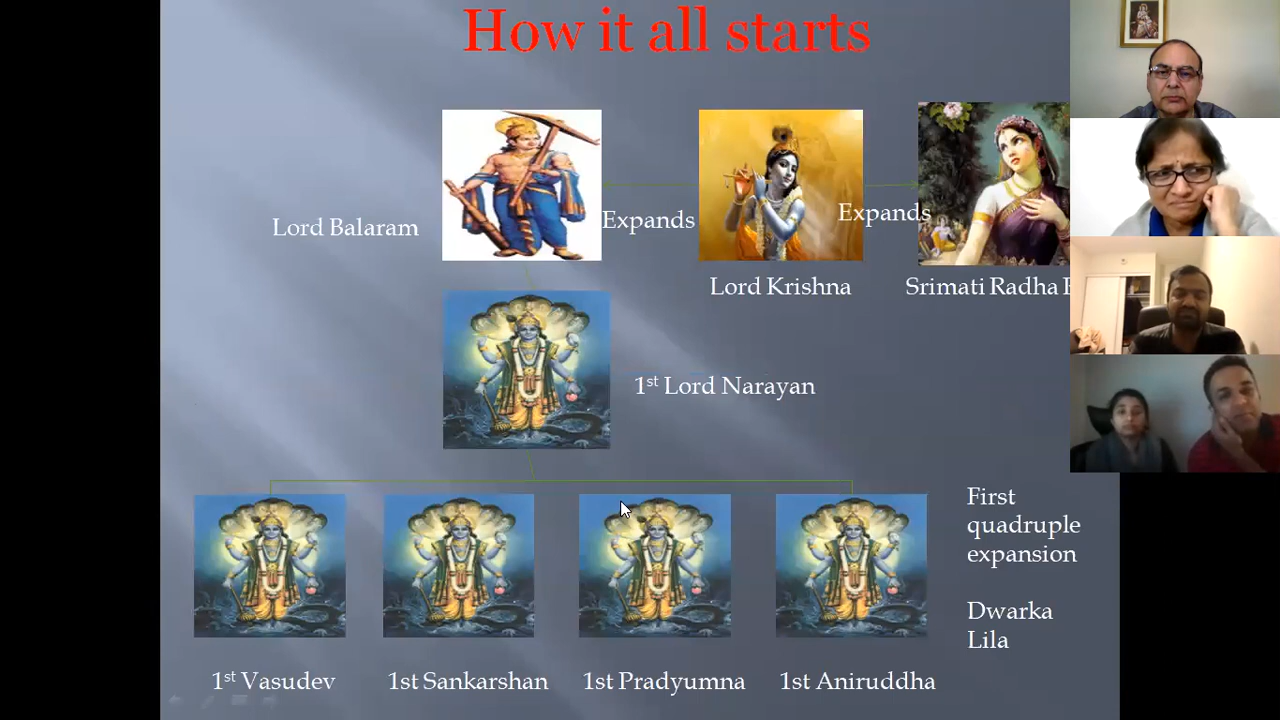 How it all starts
Lord Balaram
Expands
Expands
Lord Krishna
Srimati Radha
1st Lord Narayan
First
quadruple
expansion
Dwarka
Lila
1st Vasudev
1st Sankarshan
1st Pradyumna
1st Aniruddha